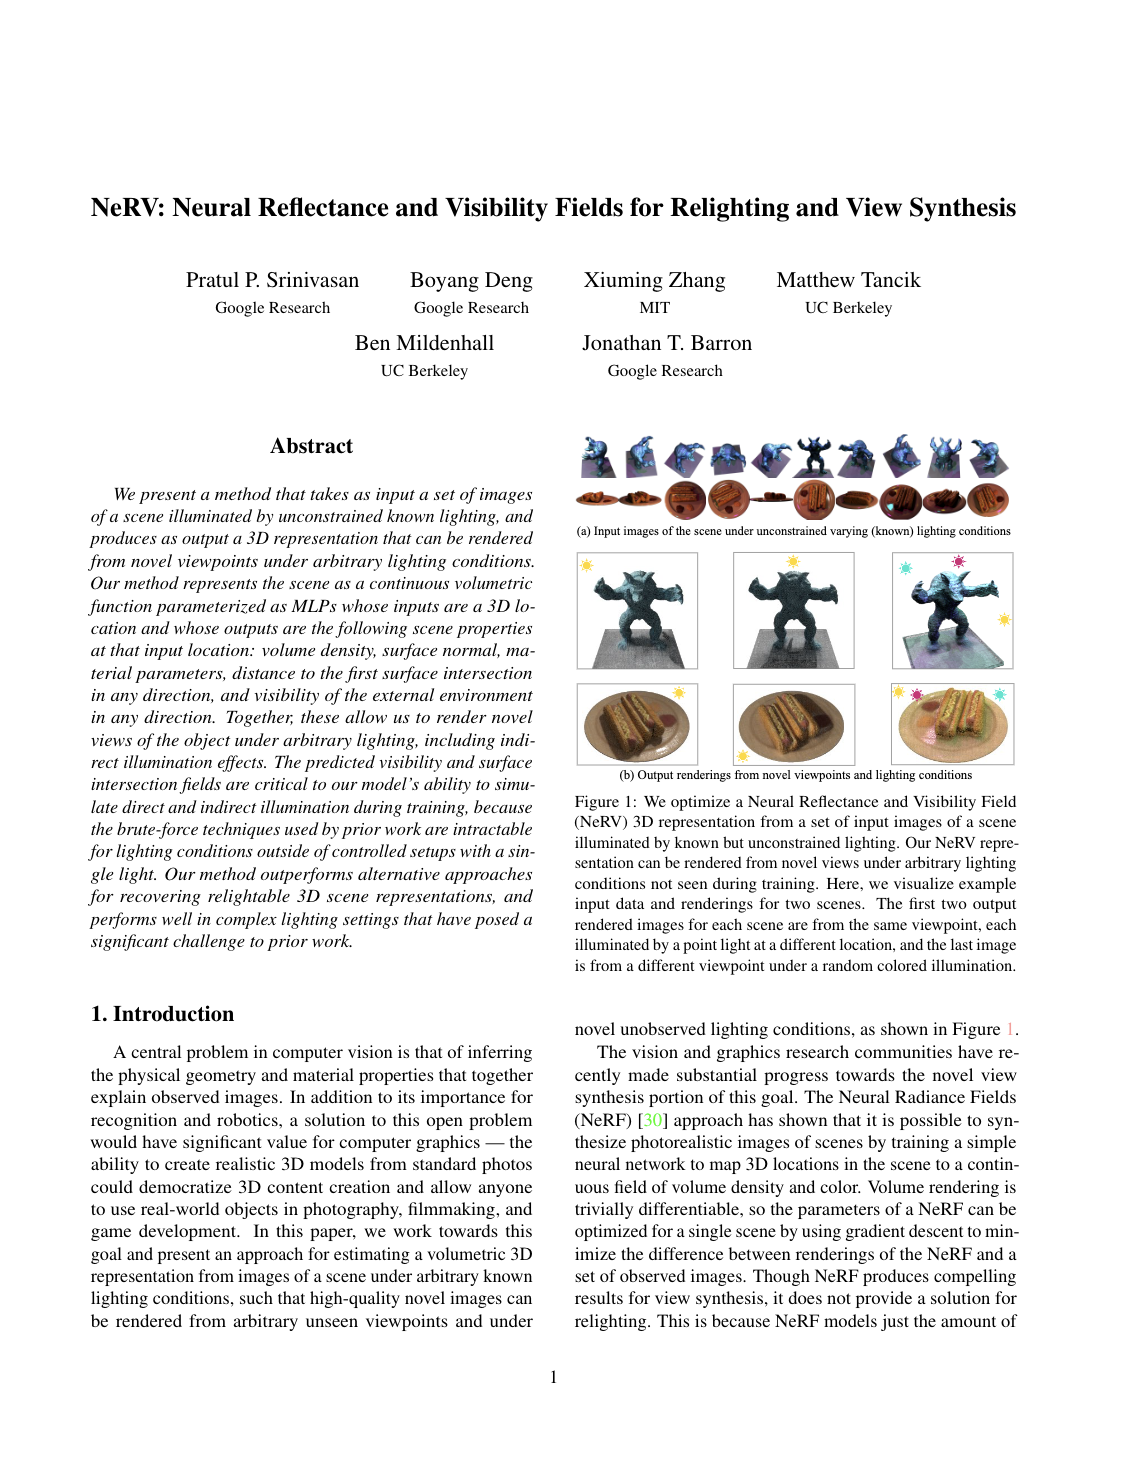 NeRV: Neural Reflectance and Visibility Fields for Relighting and View Synthesis
Pratul P. Srinivasan Boyang Deng Xiuming Zhang Matthew Tancik
Google Research Google Research MIT UC Berkeley
Ben Mildenhall Jonathan T. Barron
UC Berkeley Google Research
Abstract
We present a method that takes as input a set of images
of a scene illuminated by unconstrained known lighting, and
produces as output a 3D representation that can be rendered
from novel viewpoints under arbitrary lighting conditions.
Our method represents the scene as a continuous volumetric
function parameterized as MLPs whose inputs are a 3D lo-
cation and whose outputs are the following scene properties
at that input location: volume density, surface normal, ma-
terial parameters, distance to the first surface intersection
in any direction, and visibility of the external environment
in any direction. Together, these allow us to render novel
views of the object under arbitrary lighting, including indi-
rect illumination effects. The predicted visibility and surface
intersection fields are critical to our model's ability to simu-
late direct and indirect illumination during training, because
the brute-force techniques used by prior work are intractable
for lighting conditions outside of controlled setups with a sin-
gle light. Our method outperforms alternative approaches
for recovering relightable 3D scene representations, and
performs well in complex lighting settings that have posed a
significant challenge to prior work.
1. Introduction
A central problem in computer vision is that of inferring
the physical geometry and material properties that together
explain observed images. In addition to its importance for
recognition and robotics, a solution to this open problem
would have significant value for computer graphics — the
ability to create realistic 3D models from standard photos
could democratize 3D content creation and allow anyone
to use real-world objects in photography, filmmaking, and
game development. In this paper, we work towards this
goal and present an approach for estimating a volumetric 3D
representation from images of a scene under arbitrary known
lighting conditions, such that high-quality novel images can
be rendered from arbitrary unseen viewpoints and under
(a) Input images of the scene under unconstrained varying (known) lighting conditions
(b) Output renderings from novel viewpoints and lighting conditions
Figure 1: We optimize a Neural Reflectance and Visibility Field
(NeRV) 3D representation from a set of input images of a scene
illuminated by known but unconstrained lighting. Our NeRV repre-
sentation can be rendered from novel views under arbitrary lighting
conditions not seen during training. Here, we visualize example
input data and renderings for two scenes. The first two output
rendered images for each scene are from the same viewpoint, each
illuminated by a point light at a different location, and the last image
is from a different viewpoint under a random colored illumination.
novel unobserved lighting conditions, as shown in Figure 1.
The vision and graphics research communities have re-
cently made substantial progress towards the novel view
synthesis portion of this goal. The Neural Radiance Fields
(NeRF) [30] approach has shown that it is possible to syn-
thesize photorealistic images of scenes by training a simple
neural network to map 3D locations in the scene to a contin-
uous field of volume density and color. Volume rendering is
trivially differentiable, so the parameters of a NeRF can be
optimized for a single scene by using gradient descent to min-
imize the difference between renderings of the NeRF and a
set of observed images. Though NeRF produces compelling
results for view synthesis, it does not provide a solution for
relighting. This is because NeRF models just the amount of
1